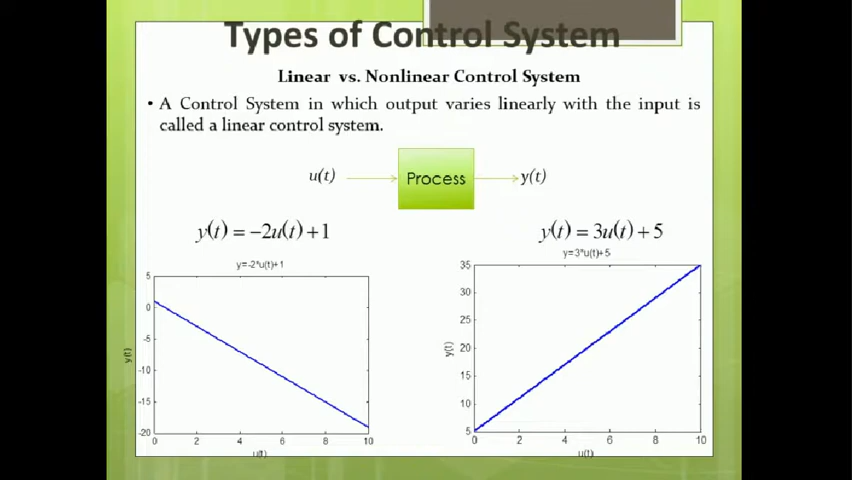 Types of Control System
Linear vs. Nonlinear Control System
• A Control System in which output varies linearly with the input is
called a linear control system.
u(t) Process y(t)
y(t) = −2u(t) + 1 y(t) = 3u(t) + 5
y=-2*u(t)+1 y=3*u(t)+5
5
0
-5
-10
-15
-20
y(t)
0 2 4 6 8 10
u(t)
35
30
25
20
15
10
5
y(t)
0 2 4 6 8 10
u(t)